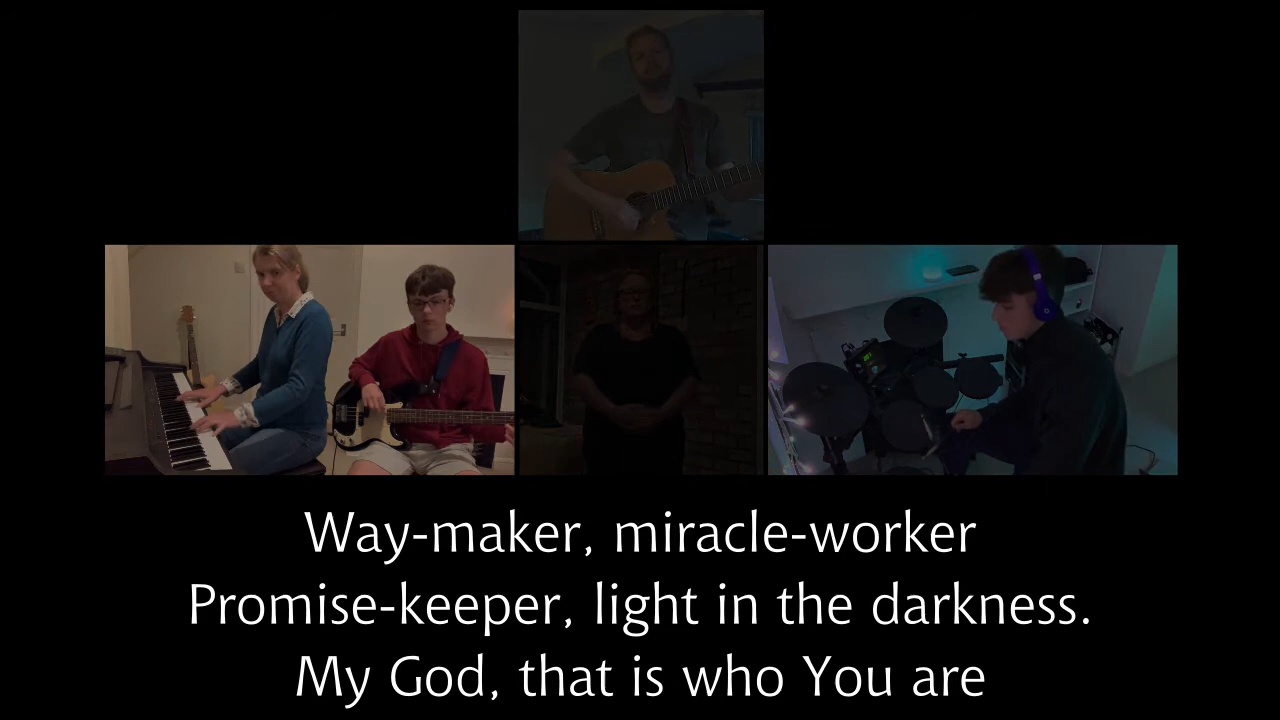 Way-maker, miracle-worker
Promise-keeper, light in the darkness.
My God, that is who You are